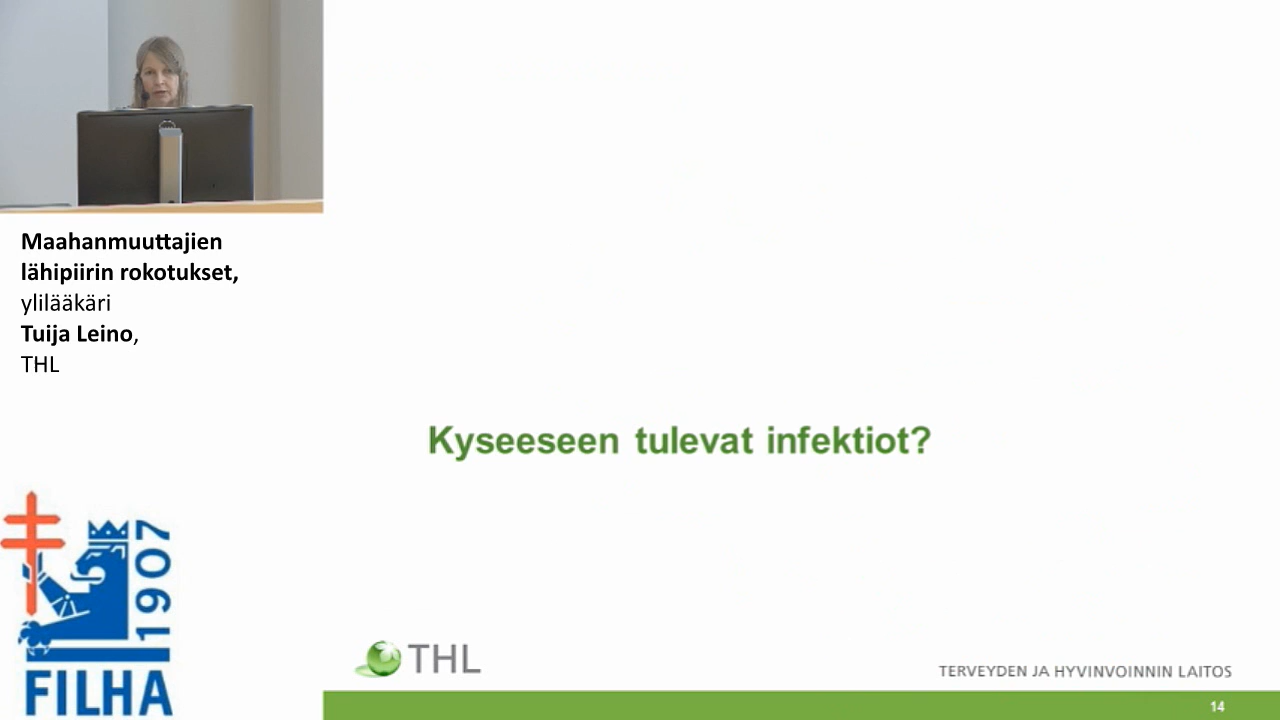 Maahanmuuttajien
lähipiirin rokotukset,
ylilääkäri
Tuija Leino,
THL
Kyseeseen tulevat infektiot?
1907
FILHA
THL
TERVEYDEN JA HYVINVOINNIN LAITOS
14